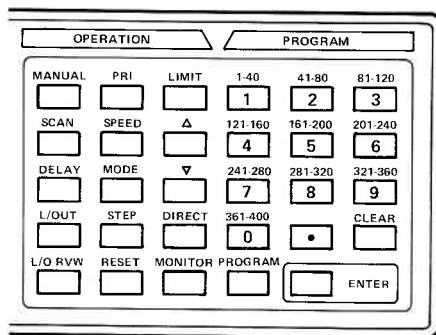 OPERATION PROGRAM
MANUAL PRI LIMIT 1-40 41-80 81-120
1 2 3
SCAN SPEED △ 121-160 161-200 201-240
4 5 6
DELAY MODE ▽ 241-280 281-320 321-360
7 8 9
L/OUT STEP DIRECT 361-400 CLEAR
0 •
L/O RVW RESET MONITOR PROGRAM
ENTER